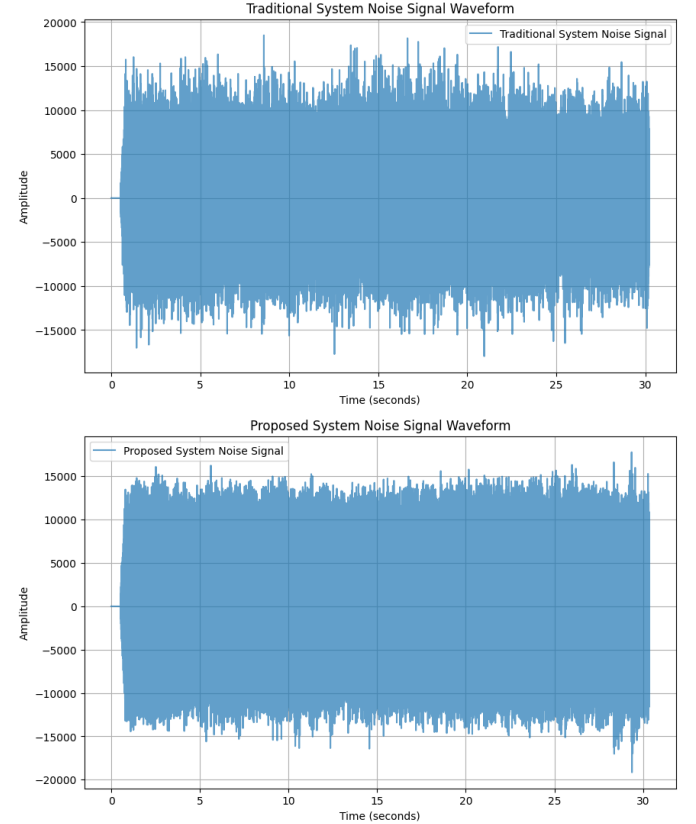 Traditional System Noise Signal Waveform
Traditional System Noise Signal
20000
15000
10000
5000
0
−5000
−10000
−15000
Amplitude
0 5 10 15 20 25 30
Time (seconds)
Proposed System Noise Signal Waveform
Proposed System Noise Signal
15000
10000
5000
0
−5000
−10000
−15000
−20000
Amplitude
0 5 10 15 20 25 30
Time (seconds)